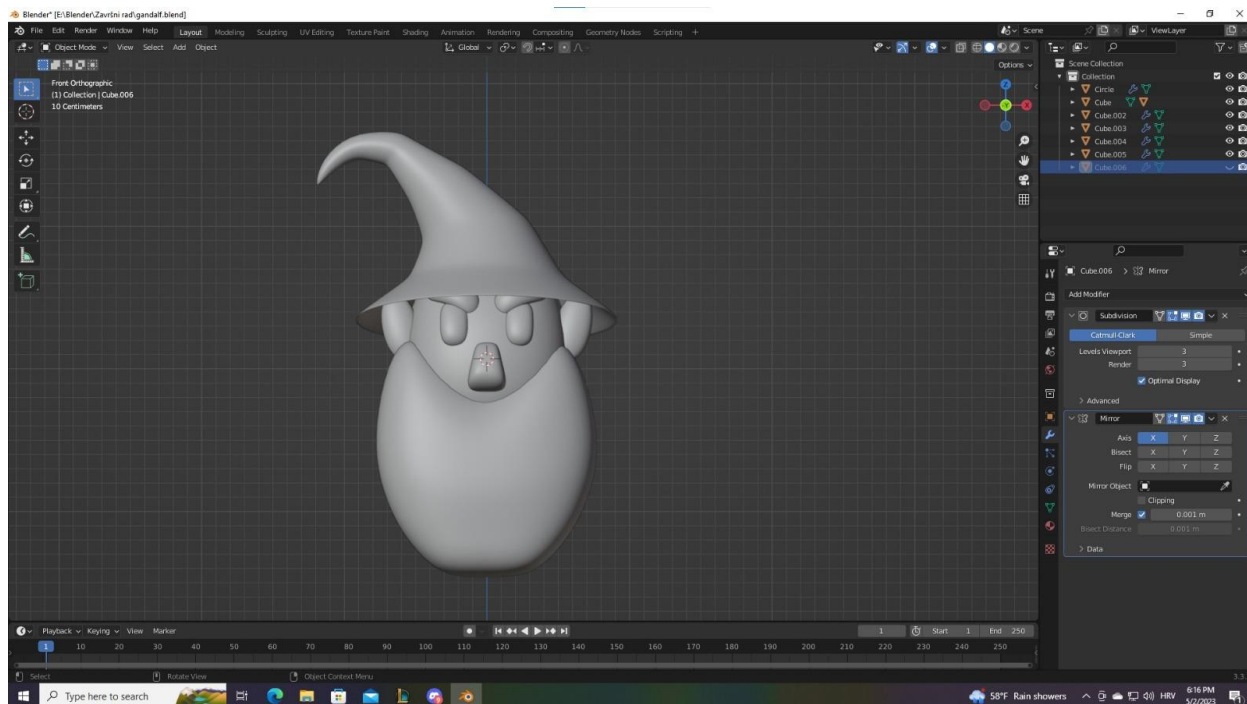 Blender* [E:\Blender\Završni rad\gandalf.blend]
File Edit Render Window Help Layout Modeling Sculpting UV Editing Texture Paint Shading Animation Rendering Compositing Geometry Nodes Scripting + Scene ViewLayer
Object Mode View Select Add Object Global
Options
Front Orthographic
(1) Collection | Cube.006
10 Centimeters
Z
Y
X
Scene Collection
Collection
Circle
Cube
Cube.002
Cube.003
Cube.004
Cube.005
Cube.006
Cube.006 > Mirror
Add Modifier
Subdivision
Catmull-Clark Simple
Levels Viewport 3
Render 3
Optimal Display
> Advanced
Mirror
Axis X Y Z
Bisect X Y Z
Flip X Y Z
Mirror Object
Clipping
Merge 0.001 m
Bisect Distance 0.001 m
> Data
Playback Keying View Marker 1 Start 1 End 250
1 10 20 30 40 50 60 70 80 90 100 110 120 130 140 150 160 170 180 190 200 210 220 230 240 250
Select Rotate View Object Context Menu
Type here to search 58°F Rain showers HRV 6:16 PM
5/2/2023